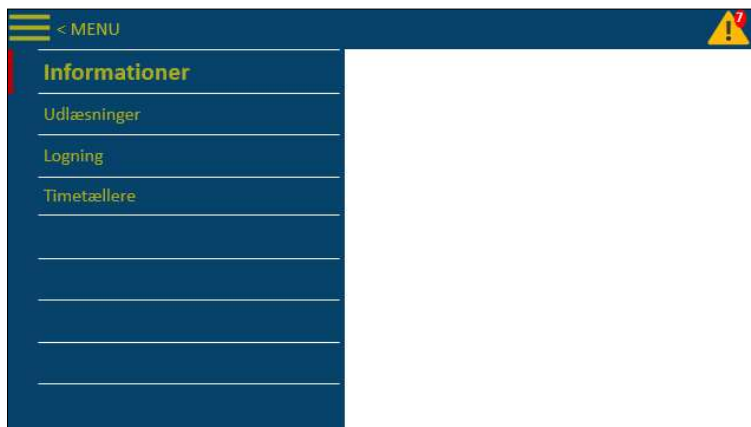 < MENU
7
Informationer
Udlæsninger
Logning
Timetællere